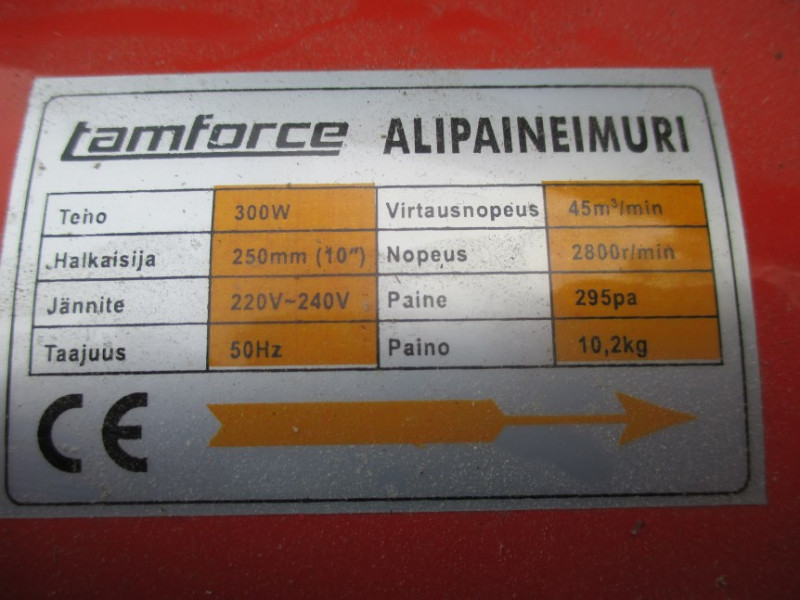 tamforce ALIPAINEIMURI
Teho 300W Virtausnopeus 45m³/min
Halkaisija 250mm (10") Nopeus 2800r/min
Jännite 220V~240V Paine 295pa
Taajuus 50Hz Paino 10,2kg
CE